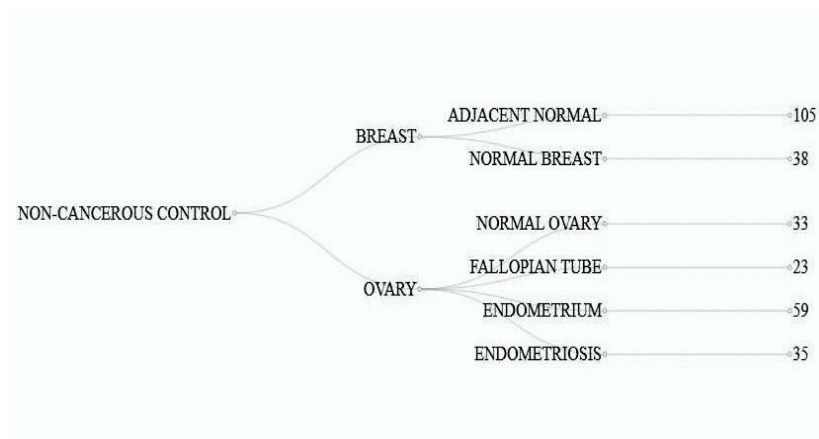 ADJACENT NORMAL 105
BREAST
NORMAL BREAST 38
NON-CANCEROUS CONTROL
NORMAL OVARY 33
FALLOPIAN TUBE 23
OVARY
ENDOMETRIUM 59
ENDOMETRIOSIS 35